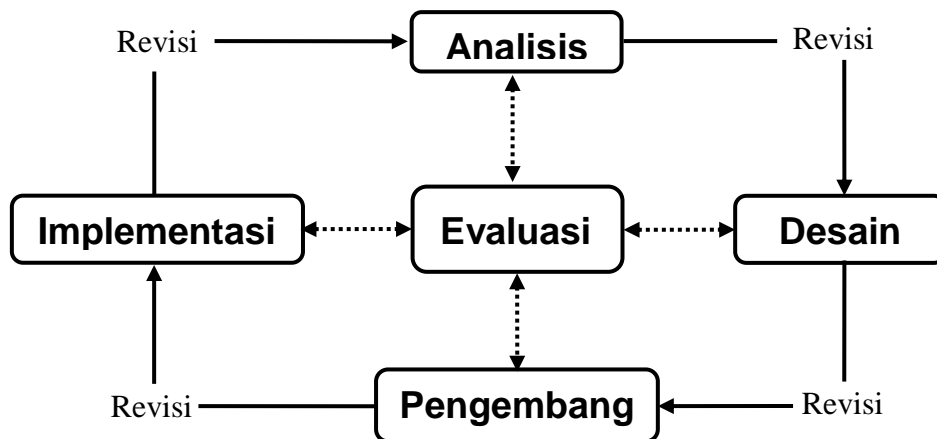 Revisi
Analisis
Revisi
Implementasi
Evaluasi
Desain
Revisi
Pengembang
Revisi